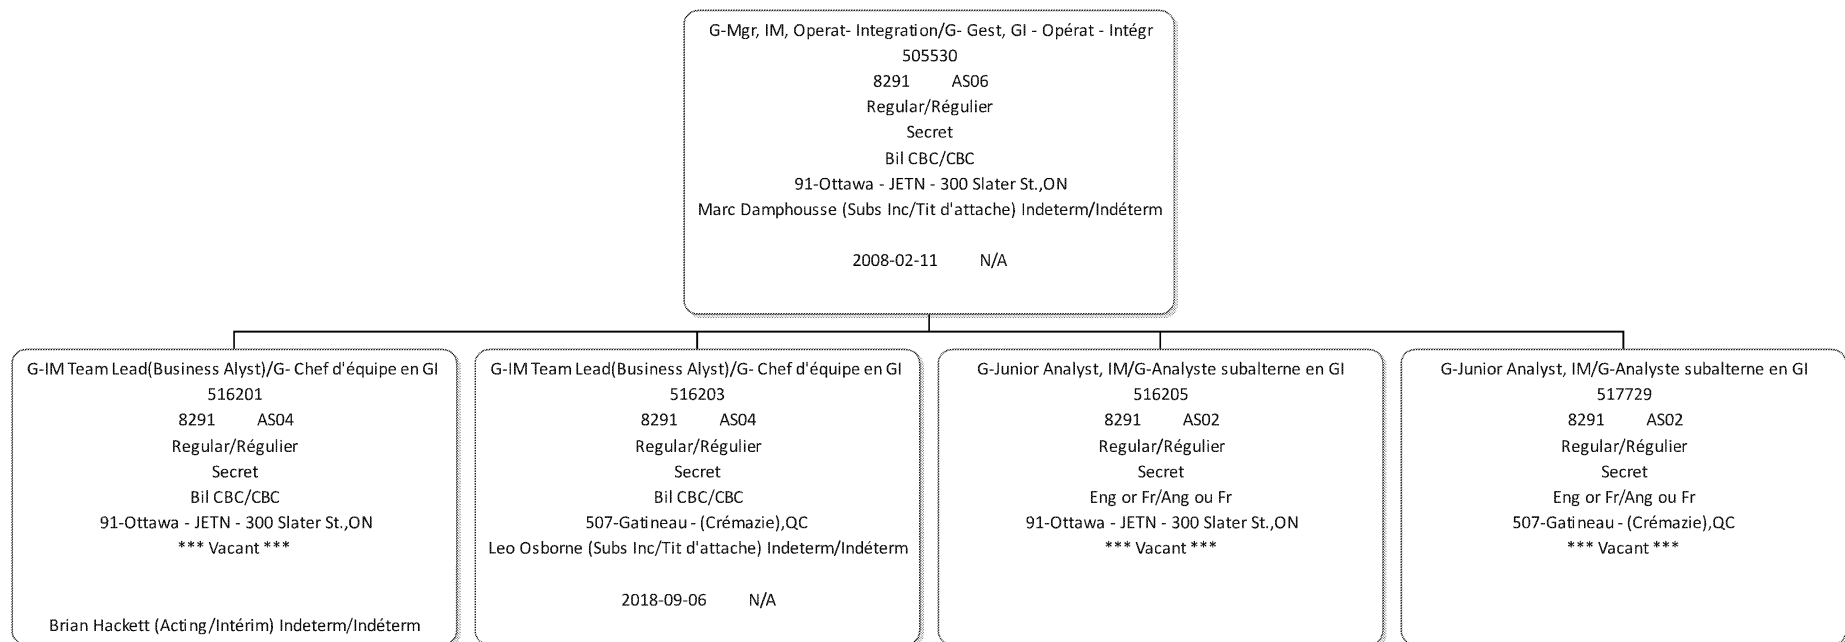 G-Mgr, IM, Operat- Integration/G- Gest, GI - Opérat - Intégr
505530
8291 AS06
Regular/Régulier
Secret
Bil CBC/CBC
91-Ottawa - JETN - 300 Slater St.,ON
Marc Damphousse (Subs Inc/Tit d'attache) Indeterm/Indéterm
2008-02-11 N/A
G-IM Team Lead(Business Alyst)/G- Chef d'équipe en GI
516201
8291 AS04
Regular/Régulier
Secret
Bil CBC/CBC
91-Ottawa - JETN - 300 Slater St.,ON
*** Vacant ***
Brian Hackett (Acting/Intérim) Indeterm/Indéterm
G-IM Team Lead(Business Alyst)/G- Chef d'équipe en GI
516203
8291 AS04
Regular/Régulier
Secret
Bil CBC/CBC
507-Gatineau - (Crémazie),QC
Leo Osborne (Subs Inc/Tit d'attache) Indeterm/Indéterm
2018-09-06 N/A
G-Junior Analyst, IM/G-Analyste subalterne en GI
516205
8291 AS02
Regular/Régulier
Secret
Eng or Fr/Ang ou Fr
91-Ottawa - JETN - 300 Slater St.,ON
*** Vacant ***
G-Junior Analyst, IM/G-Analyste subalterne en GI
517729
8291 AS02
Regular/Régulier
Secret
Eng or Fr/Ang ou Fr
507-Gatineau - (Crémazie),QC
*** Vacant ***